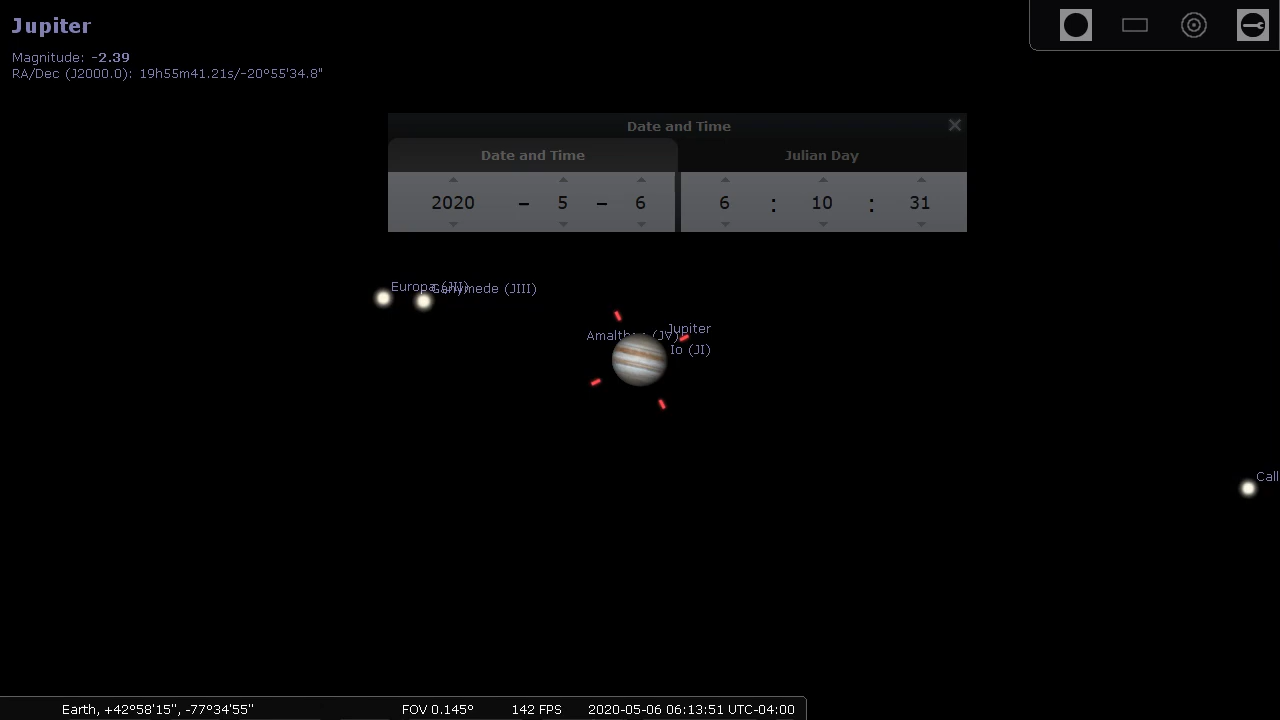 Jupiter
Magnitude: -2.39
RA/Dec (J2000.0): 19h55m41.21s/-20°55'34.8"
Date and Time
Date and Time
Julian Day
2020 - 5 - 6
6 : 10 : 31
Europa (JII)
Ganymede (JIII)
Jupiter
Amalthea (JV)
Io (JI)
Call
Earth, +42°58'15", -77°34'55"
FOV 0.145°
142 FPS
2020-05-06 06:13:51 UTC-04:00